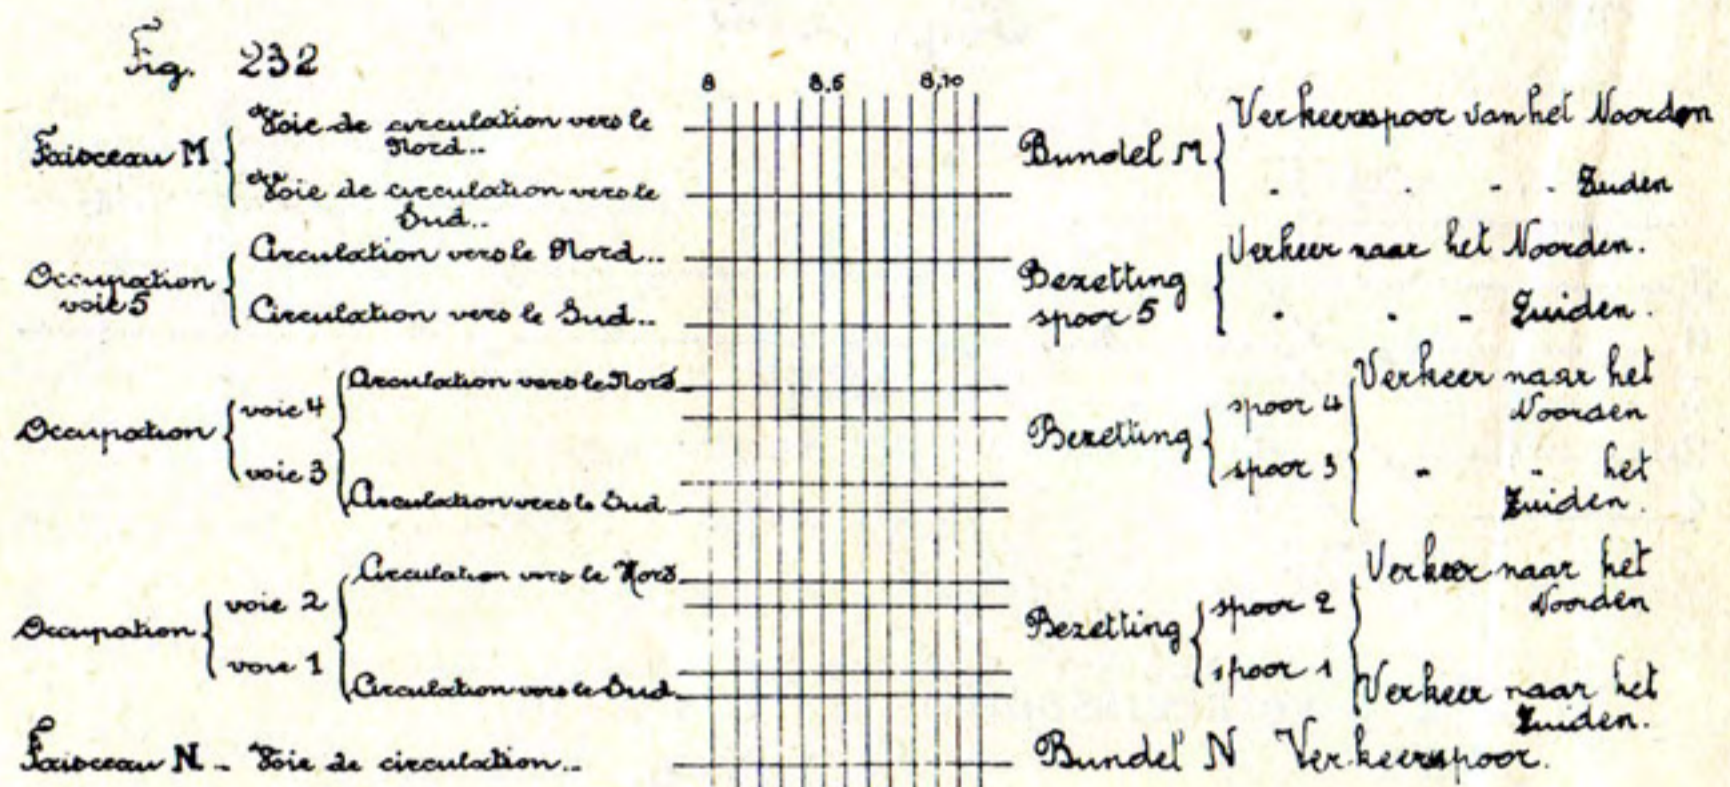 Fig. 232
8 8,5 8,10
Faisceau M
Voie de circulation vers le
Nord..
Voie de circulation vers le
Sud..
Occupation
voie 5
Circulation vers le Nord...
Circulation vers le Sud..
Occupation
voie 4
voie 3
Circulation vers le Nord
Circulation vers le Sud
Occupation
voie 2
voie 1
Circulation vers le Nord
Circulation vers le Sud
Faisceau N - Voie de circulation..
Bundel M
Verkeerspoor van het Noorden
" " " " Zuiden
Bezetting
spoor 5
Verkeer naar het Noorden.
" " " Zuiden.
Bezetting
spoor 4
spoor 3
Verkeer naar het
Noorden
" " het
Zuiden.
Bezetting
spoor 2
spoor 1
Verkeer naar het
Noorden
Verkeer naar het
Zuiden.
Bundel N Verkeerspoor.